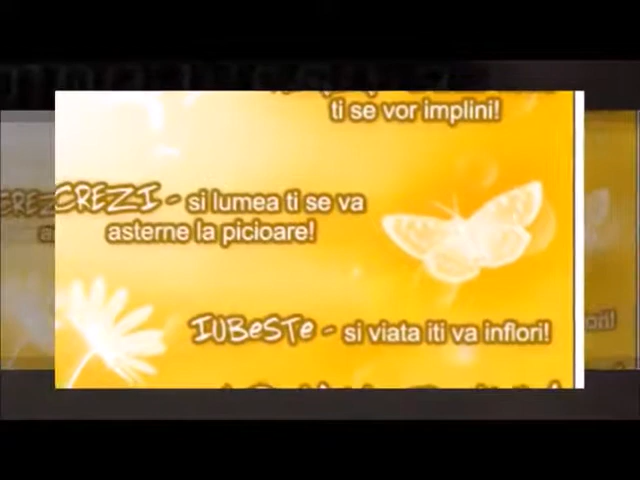 ti se vor implini!
CREZI - si lumea ti se va
asterne la picioare!
IUBeSTe - si viata iti va inflori!